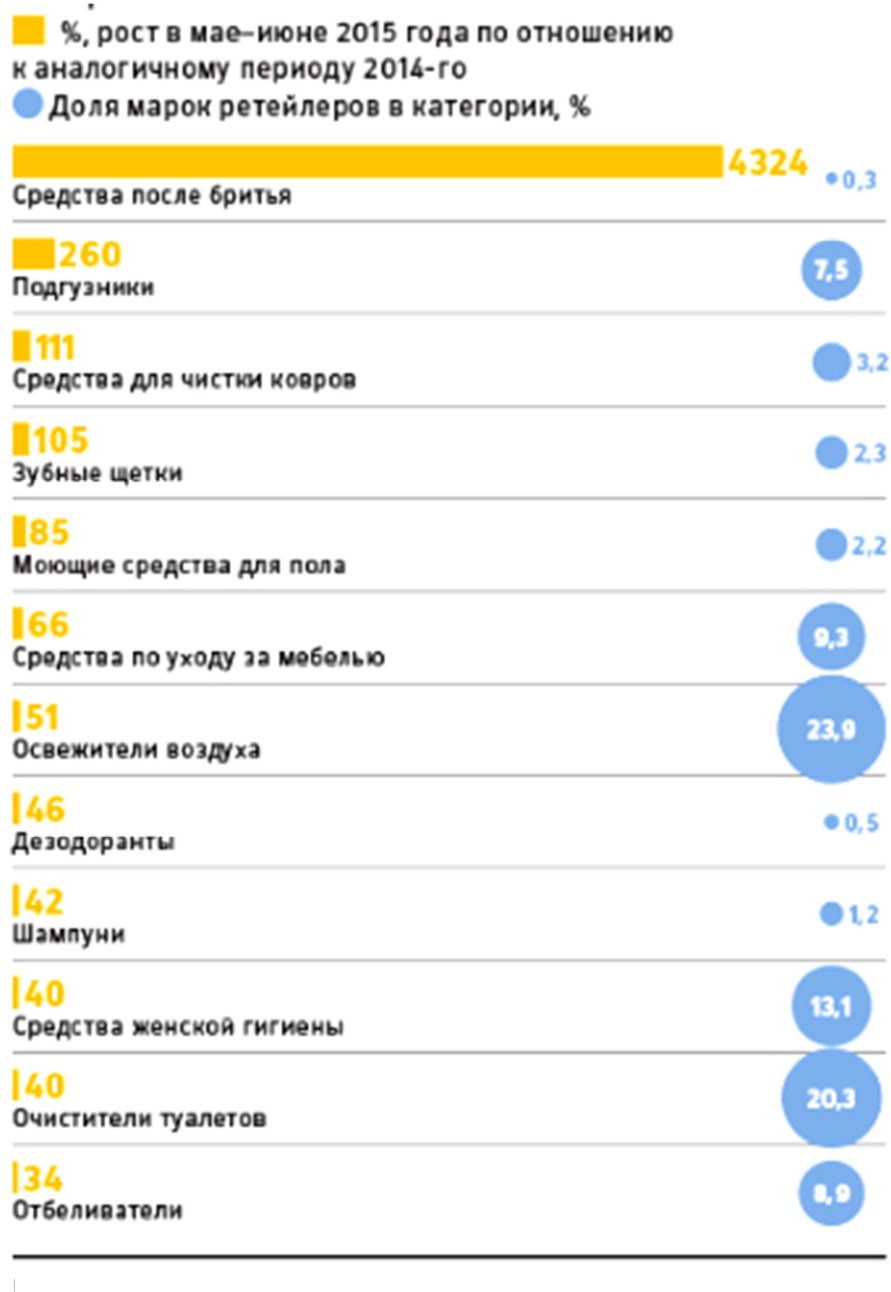 %, рост в мае–июне 2015 года по отношению
к аналогичному периоду 2014-го
Доля марок ретейлеров в категории, %
4324
0,3
Средства после бритья
260
7,5
Подгузники
111
3,2
Средства для чистки ковров
105
2,3
Зубные щетки
85
2,2
Моющие средства для пола
66
9,3
Средства по уходу за мебелью
51
23,9
Освежители воздуха
46
0,5
Дезодоранты
42
1,2
Шампуни
40
13,1
Средства женской гигиены
40
20,3
Очистители туалетов
34
8,9
Отбеливатели